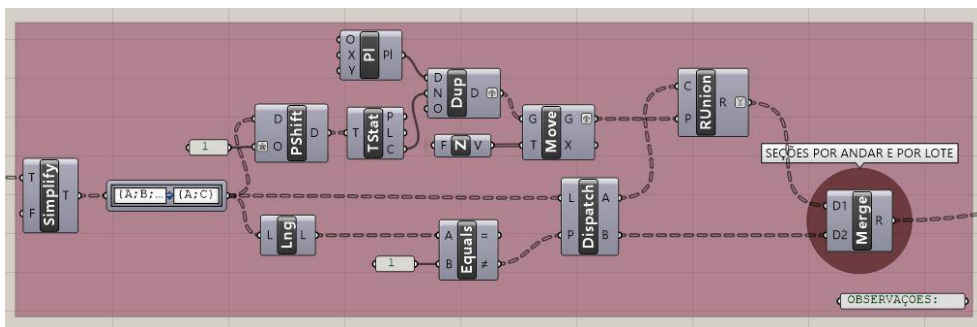 O
X
Y
Pl
Pl
D
N
O
Dup
D
D
O
PShift
D
T
TStat
P
L
C
G
T
Move
G
X
C
P
RUnion
R
1
F
Z
V
SEÇÕES POR ANDAR E POR LOTE
T
F
Simplify
T
{A;B;... {A;C}
L
Dispatch
A
P
B
D1
D2
Merge
R
L
Lng
L
A
B
Equals
=
≠
1
OBSERVAÇOES: